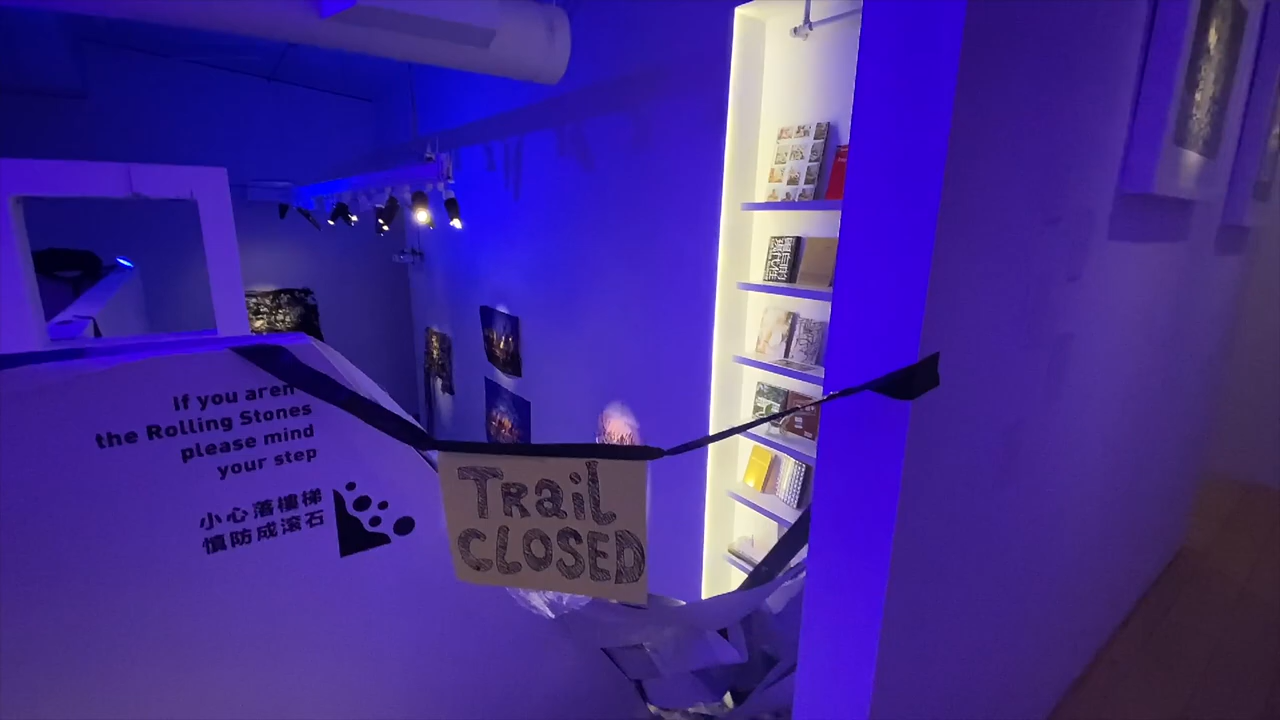 If you aren
the Rolling Stones
please mind
your step
小心落樓梯
慎防成滾石
TRaiL
CLOSED